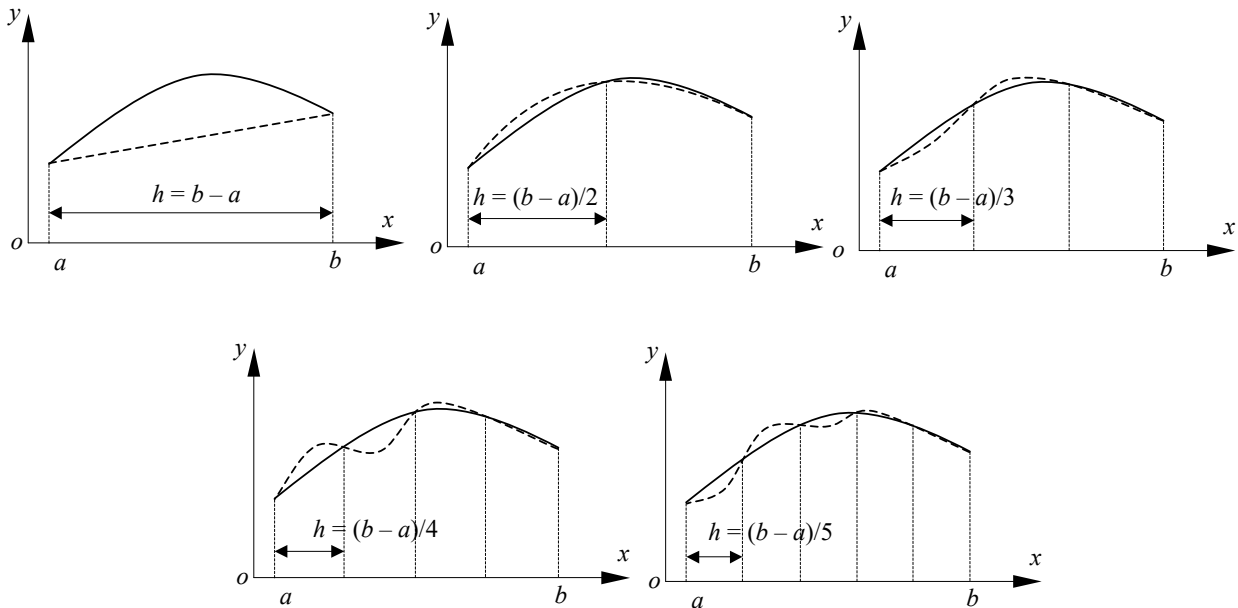 y
h = b – a
x
o
a
b
y
h = (b – a)/2
x
o
a
b
y
h = (b – a)/3
x
o
a
b
y
h = (b – a)/4
x
o
a
b
y
h = (b – a)/5
x
o
a
b